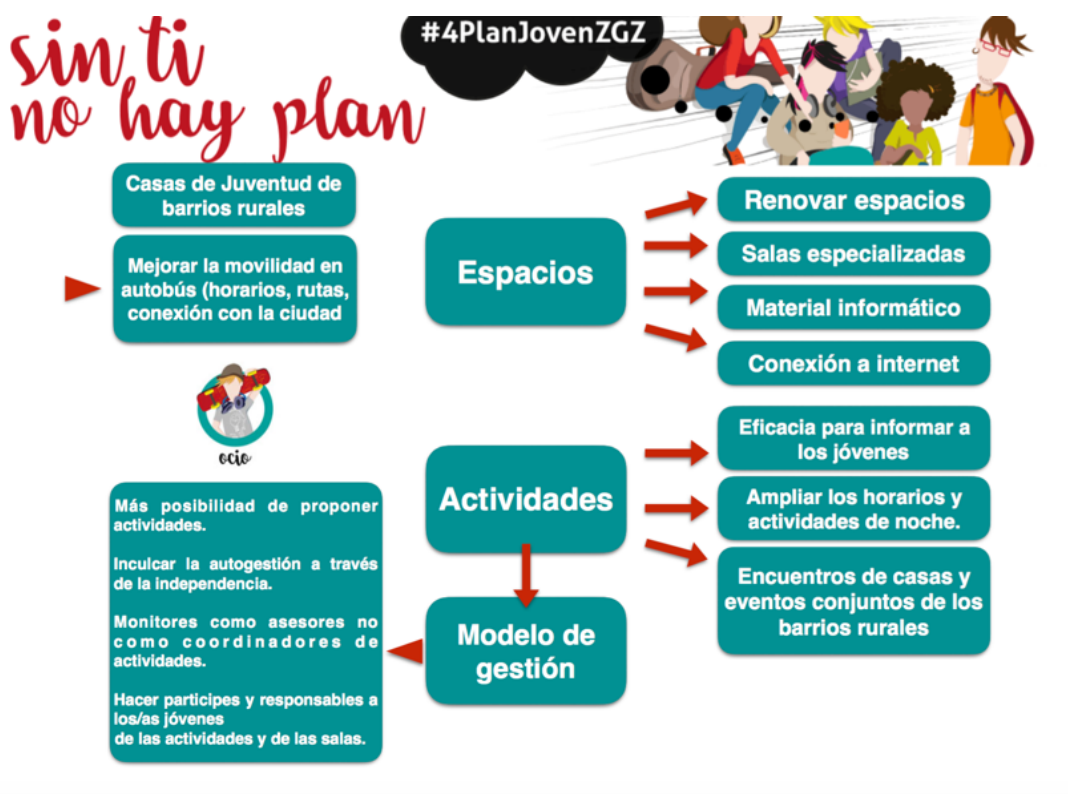 sin ti
no hay plan
#4PlanJovenZGZ
Casas de Juventud de
barrios rurales
Mejorar la movilidad en
autobús (horarios, rutas,
conexión con la ciudad
ocio
Espacios
Renovar espacios
Salas especializadas
Material informático
Conexión a internet
Actividades
Eficacia para informar a
los jóvenes
Ampliar los horarios y
actividades de noche.
Encuentros de casas y
eventos conjuntos de los
barrios rurales
Modelo de
gestión
Más posibilidad de proponer
actividades.
Inculcar la autogestión a través
de la independencia.
Monitores como asesores no
como coordinadores de
actividades.
Hacer participes y responsables a
los/as jóvenes
de las actividades y de las salas.